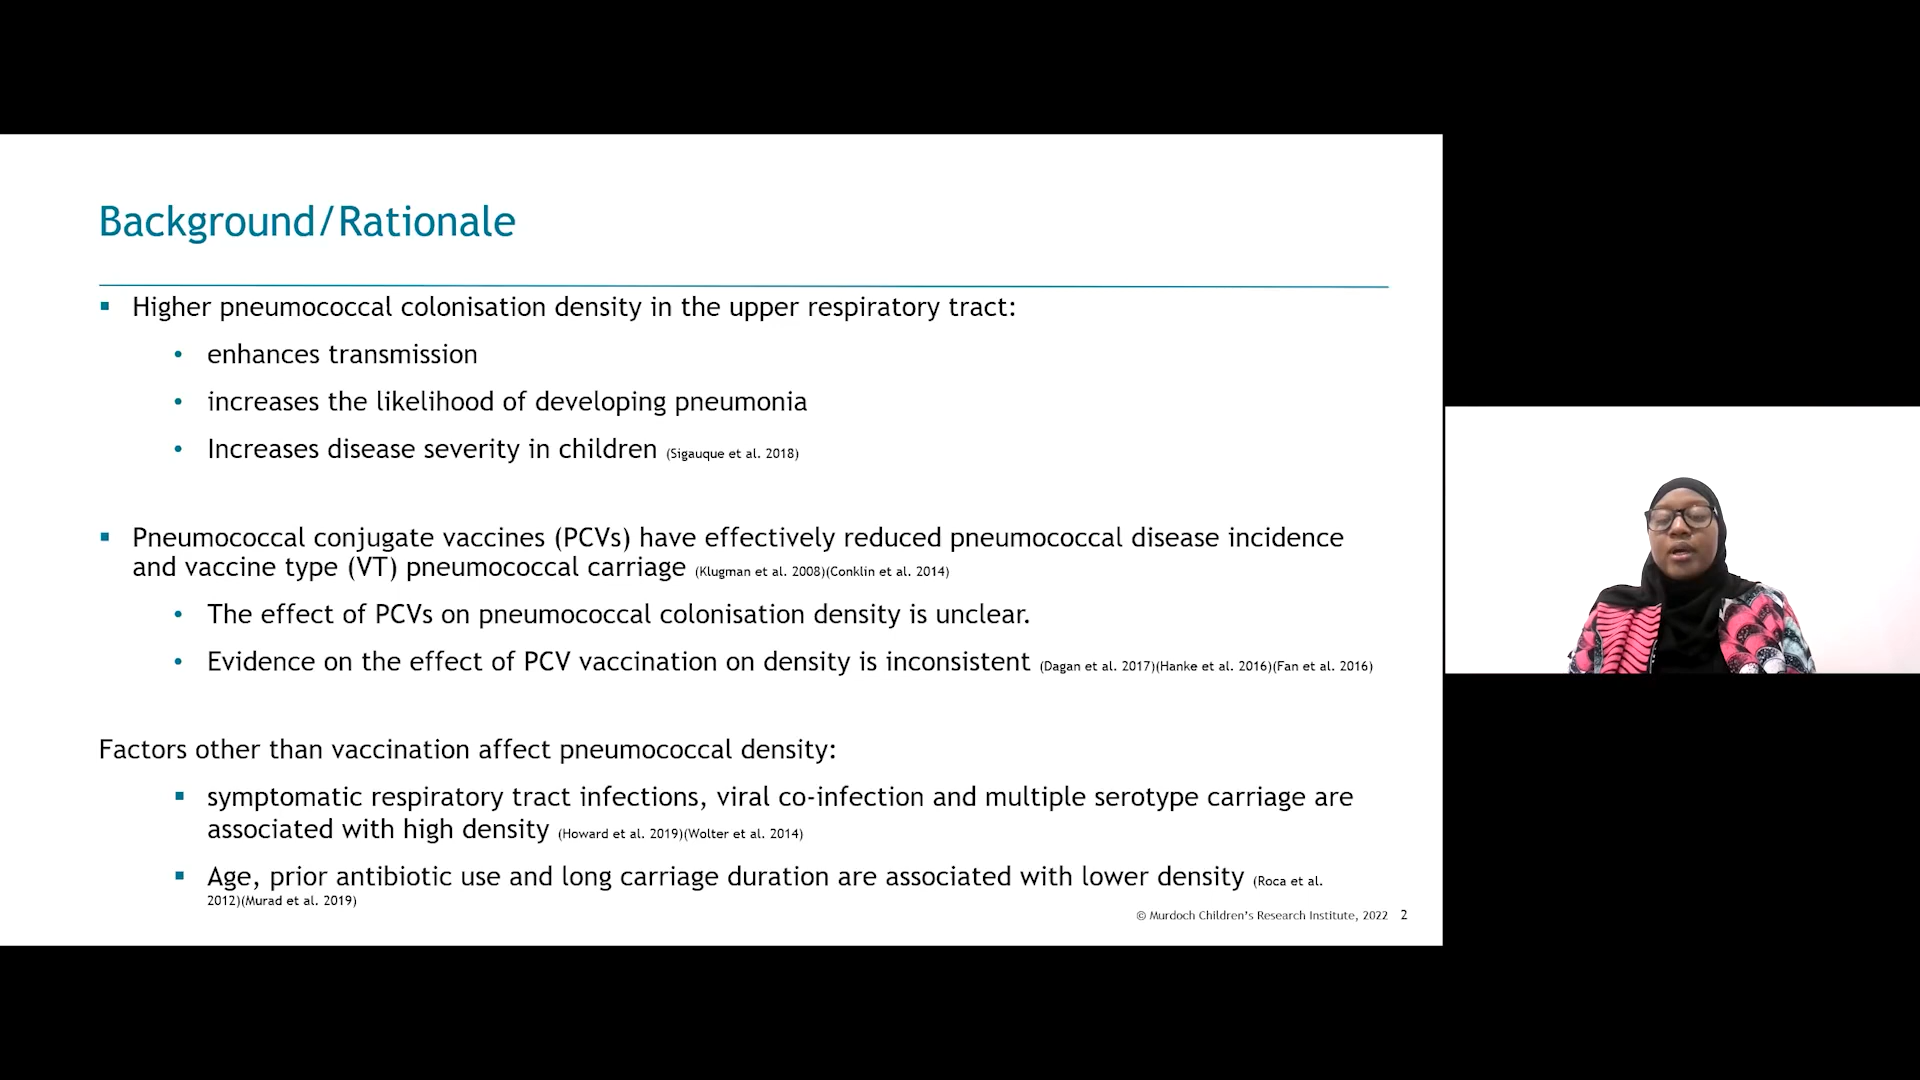 Background/Rationale
▪ Higher pneumococcal colonisation density in the upper respiratory tract:
• enhances transmission
• increases the likelihood of developing pneumonia
• Increases disease severity in children (Sigauque et al. 2018)
▪ Pneumococcal conjugate vaccines (PCVs) have effectively reduced pneumococcal disease incidence
and vaccine type (VT) pneumococcal carriage (Klugman et al. 2008)(Conklin et al. 2014)
• The effect of PCVs on pneumococcal colonisation density is unclear.
• Evidence on the effect of PCV vaccination on density is inconsistent (Dagan et al. 2017)(Hanke et al. 2016)(Fan et al. 2016)
Factors other than vaccination affect pneumococcal density:
▪ symptomatic respiratory tract infections, viral co-infection and multiple serotype carriage are
associated with high density (Howard et al. 2019)(Wolter et al. 2014)
▪ Age, prior antibiotic use and long carriage duration are associated with lower density (Roca et al.
2012)(Murad et al. 2019)
© Murdoch Children's Research Institute, 2022 2